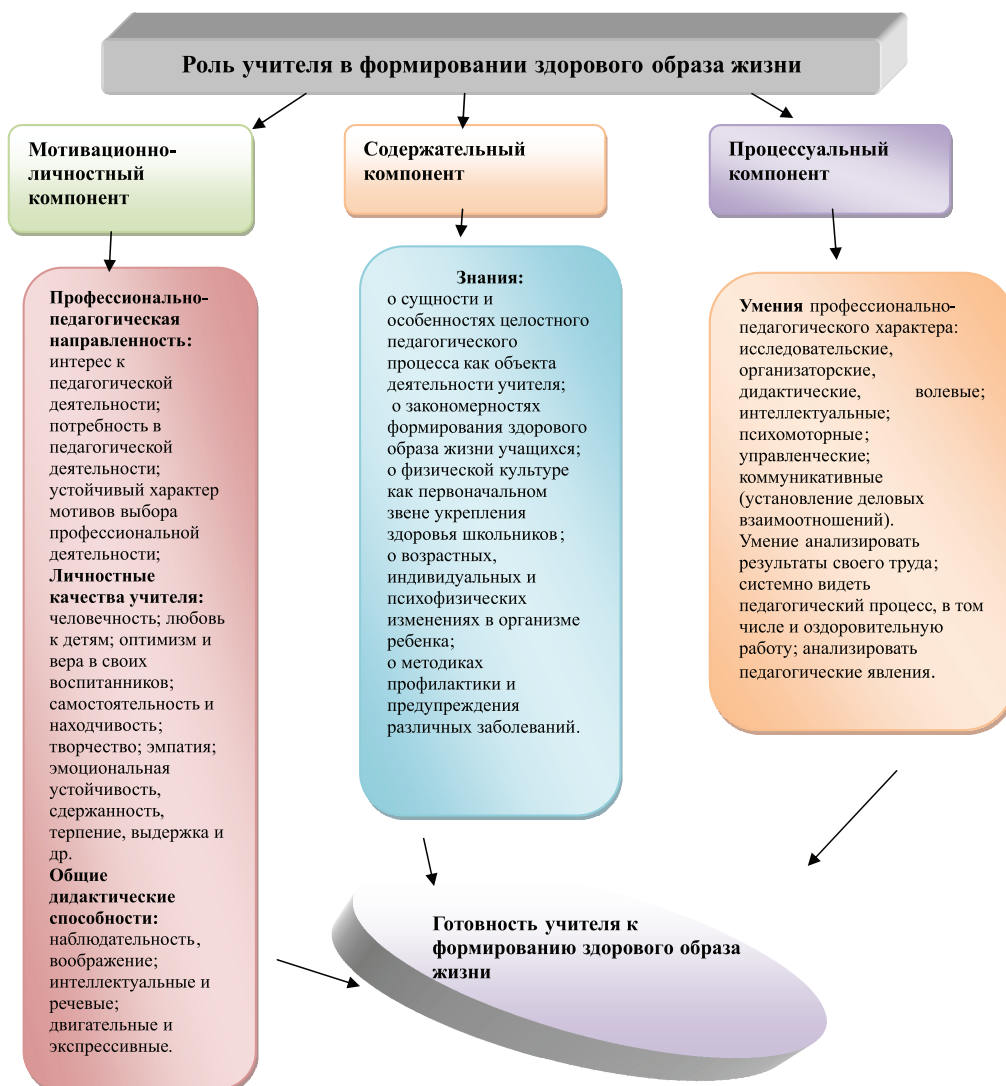 Роль учителя в формировании здорового образа жизни
Мотивационно-
личностный
компонент
Содержательный
компонент
Процессуальный
компонент
Профессионально-
педагогическая
направленность:
интерес к
педагогической
деятельности;
потребность в
педагогической
деятельности;
устойчивый характер
мотивов выбора
профессиональной
деятельности;
Личностные
качества учителя:
человечность; любовь
к детям; оптимизм и
вера в своих
воспитанников;
самостоятельность и
находчивость;
творчество; эмпатия;
эмоциональная
устойчивость,
сдержанность,
терпение, выдержка и
др.
Общие
дидактические
способности:
наблюдательность,
воображение;
интеллектуальные и
речевые;
двигательные и
экспрессивные.
Знания:
о сущности и
особенностях целостного
педагогического
процесса как объекта
деятельности учителя;
о закономерностях
формирования здорового
образа жизни учащихся;
о физической культуре
как первоначальном
звене укрепления
здоровья школьников;
о возрастных,
индивидуальных и
психофизических
изменениях в организме
ребенка;
о методиках
профилактики и
предупреждения
различных заболеваний.
Умения профессионально-
педагогического характера:
исследовательские,
организаторские,
дидактические, волевые;
интеллектуальные;
психомоторные;
управленческие;
коммуникативные
(установление деловых
взаимоотношений).
Умение анализировать
результаты своего труда;
системно видеть
педагогический процесс, в том
числе и оздоровительную
работу; анализировать
педагогические явления.
Готовность учителя к
формированию здорового образа
жизни